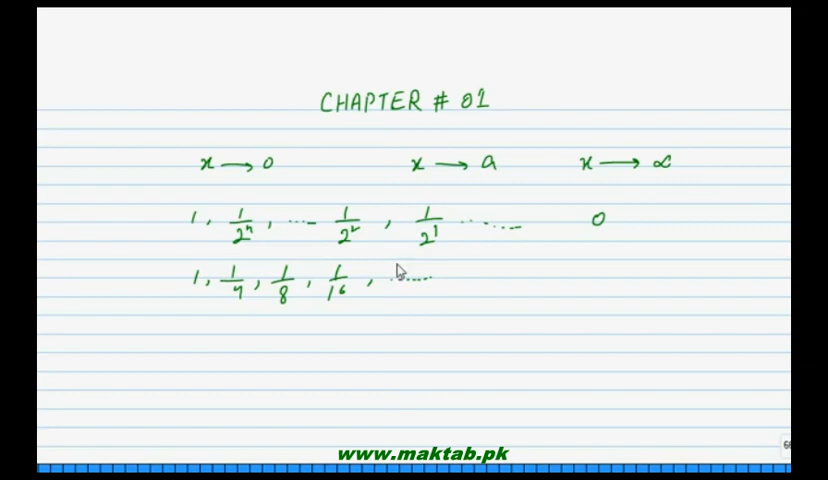 CHAPTER # 01
x → 0 x → a x → ∞
1, 1/2ⁿ, ..... 1/2², 1/2¹ ........ 0
1, 1/4, 1/8, 1/16, ........
www.maktab.pk